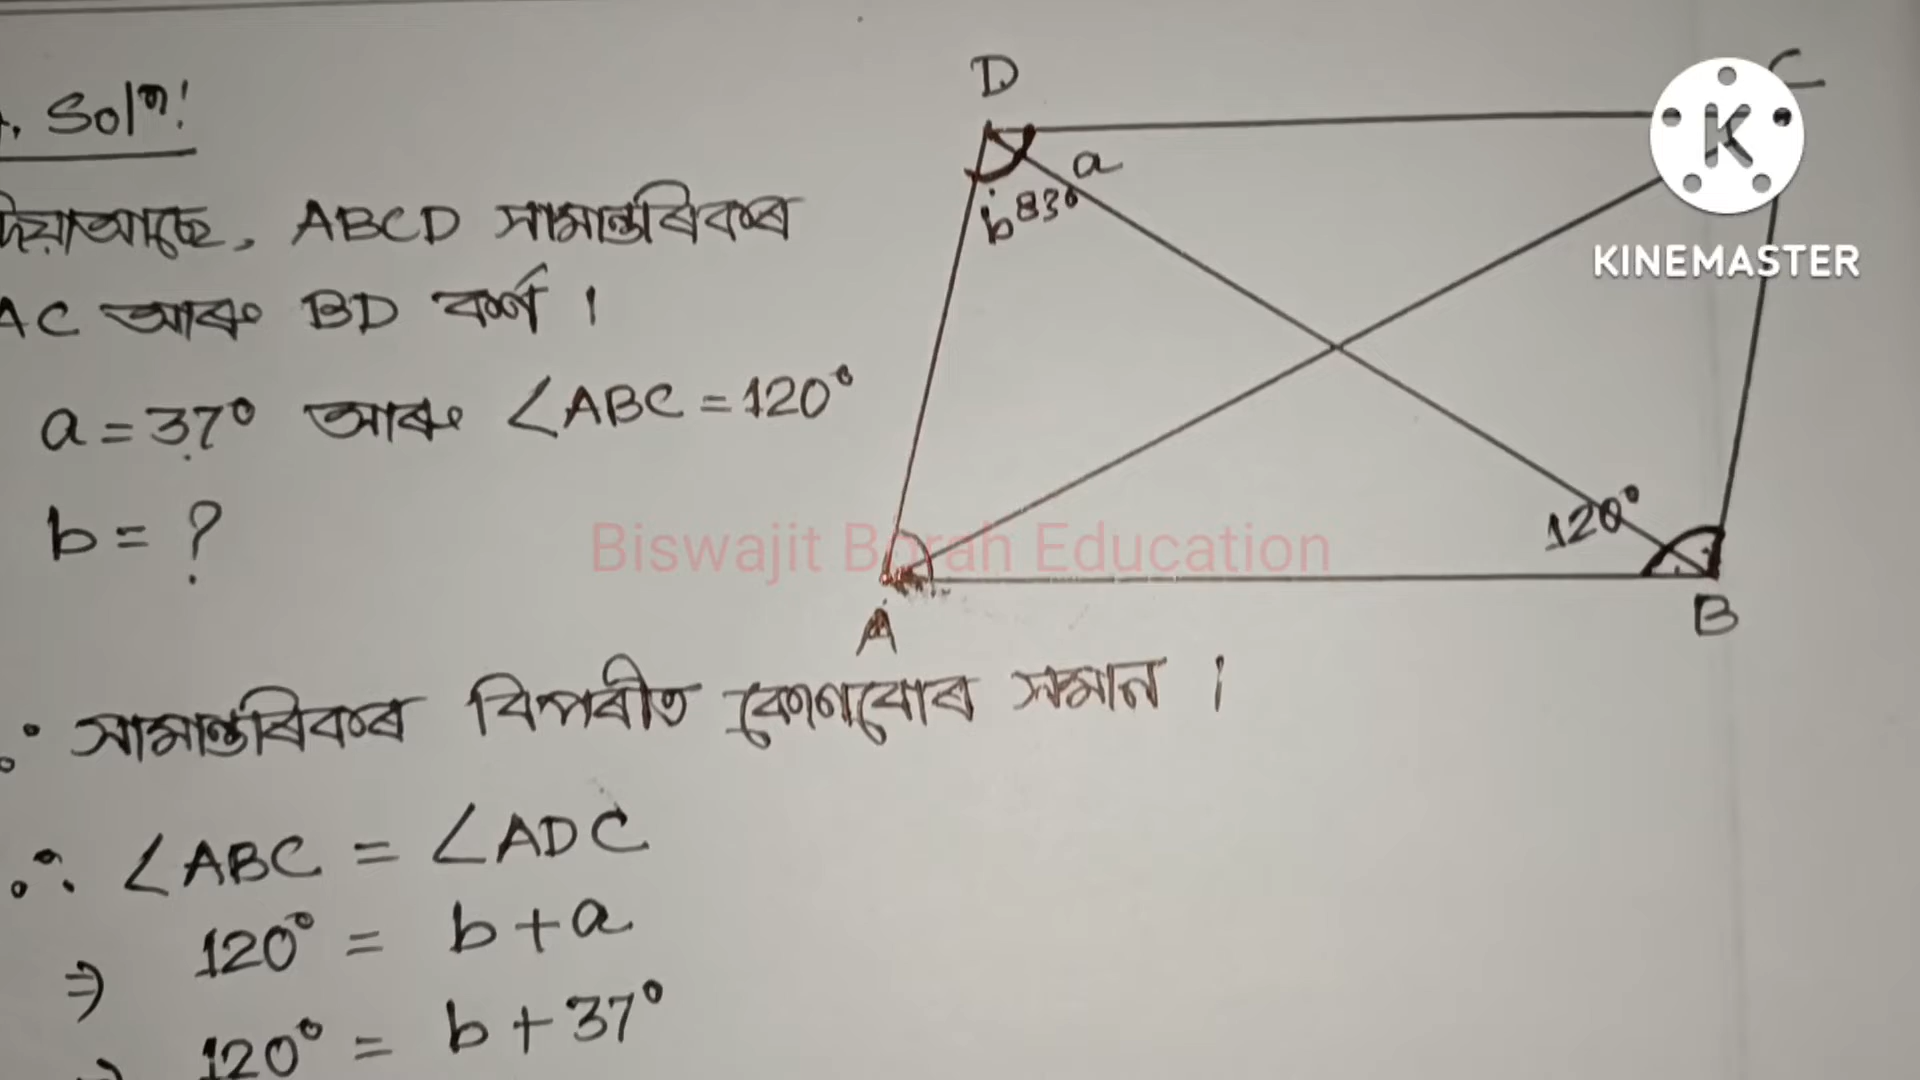 Solⁿ!
দিয়াআছে, ABCD সামান্তৰিকৰ
AC আৰু BD কৰ্ণ ।
a = 37° আৰু ∠ABC = 120°
b = ?
D
C
a
b 83°
120°
A
B
K
KINEMASTER
Biswajit Borah Education
∵ সামান্তৰিকৰ বিপৰীত কোণবোৰ সমান ।
∴ ∠ABC = ∠ADC
⇒ 120° = b + a
⇒ 120° = b + 37°